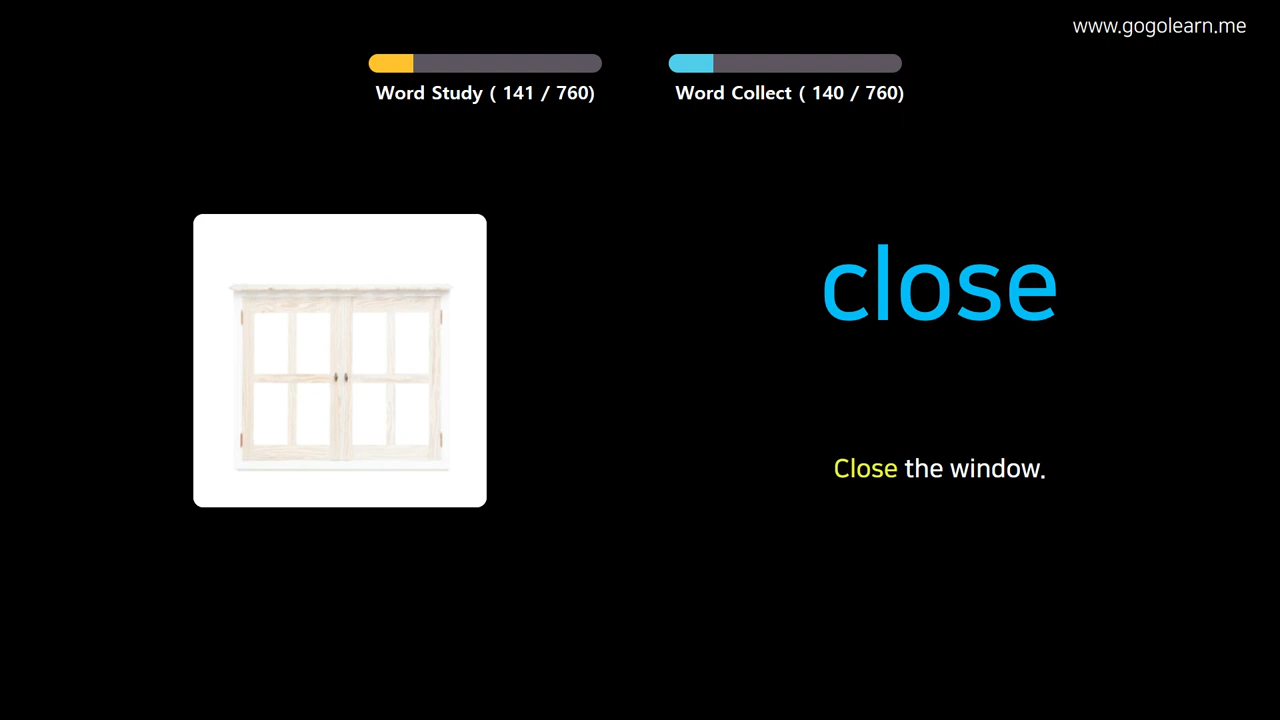 www.gogolearn.me
Word Study ( 141 / 760)
Word Collect ( 140 / 760)
close
Close the window.